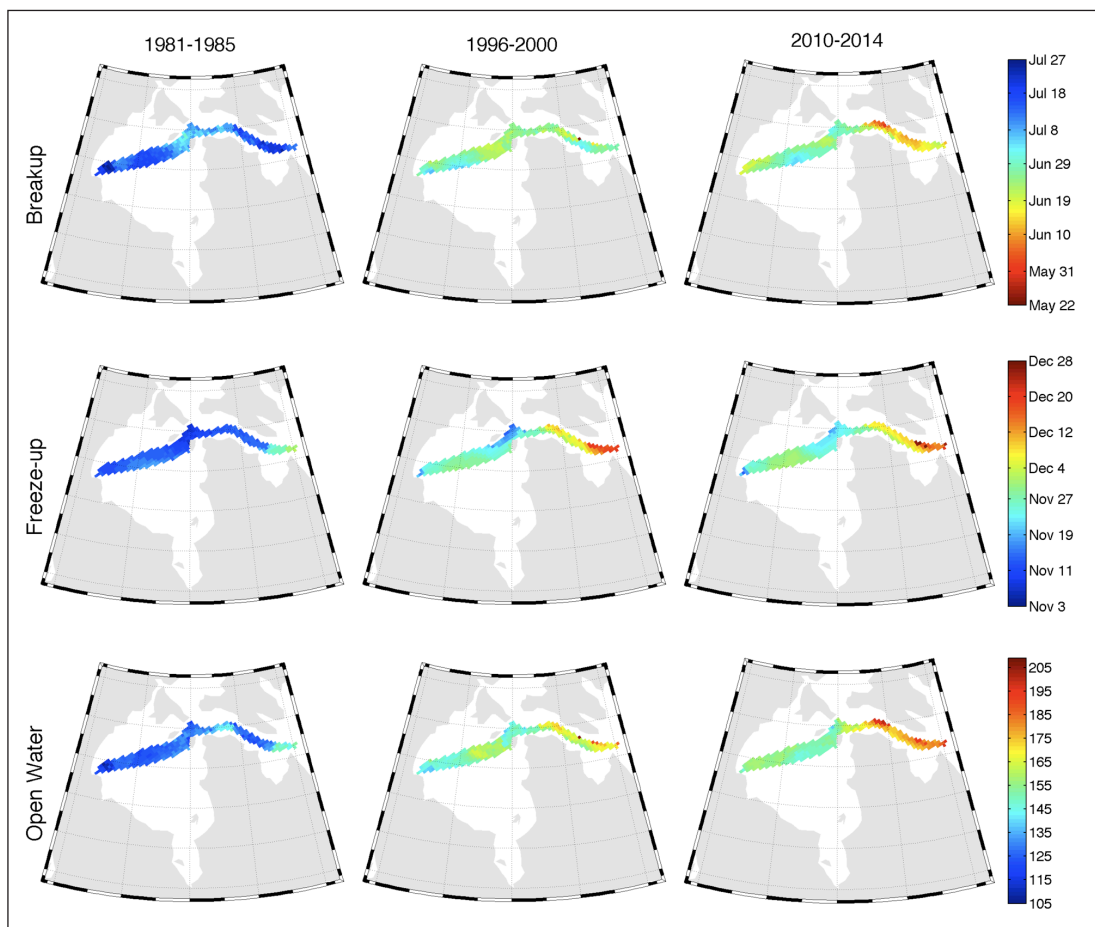 1981-1985
1996-2000
2010-2014
Breakup
Jul 27
Jul 18
Jul 8
Jun 29
Jun 19
Jun 10
May 31
May 22
Freeze-up
Dec 28
Dec 20
Dec 12
Dec 4
Nov 27
Nov 19
Nov 11
Nov 3
Open Water
205
195
185
175
165
155
145
135
125
115
105